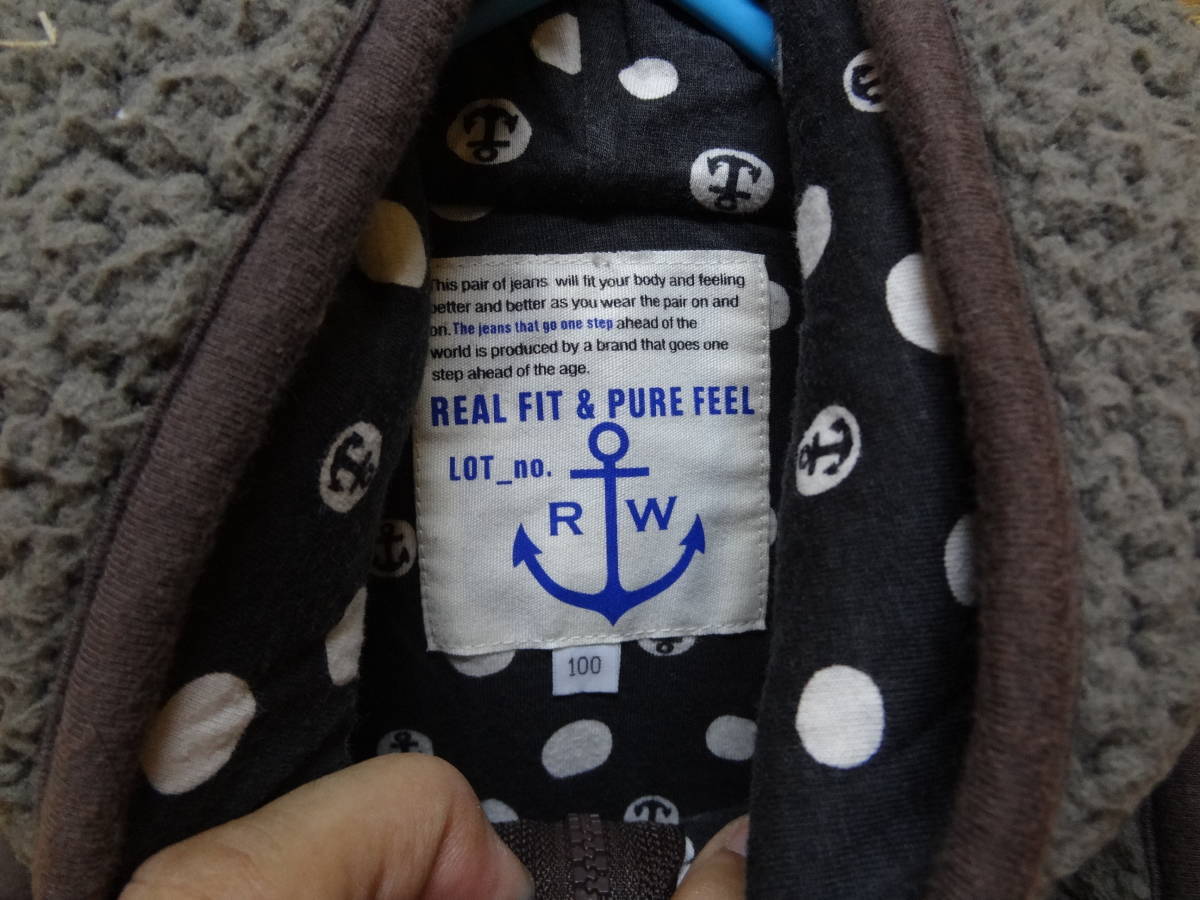 This pair of jeans will fit your body and feeling
better and better as you wear the pair on and
on. The jeans that go one step ahead of the
world is produced by a brand that goes one
step ahead of the age.
REAL FIT & PURE FEEL
LOT_no.
R W
100